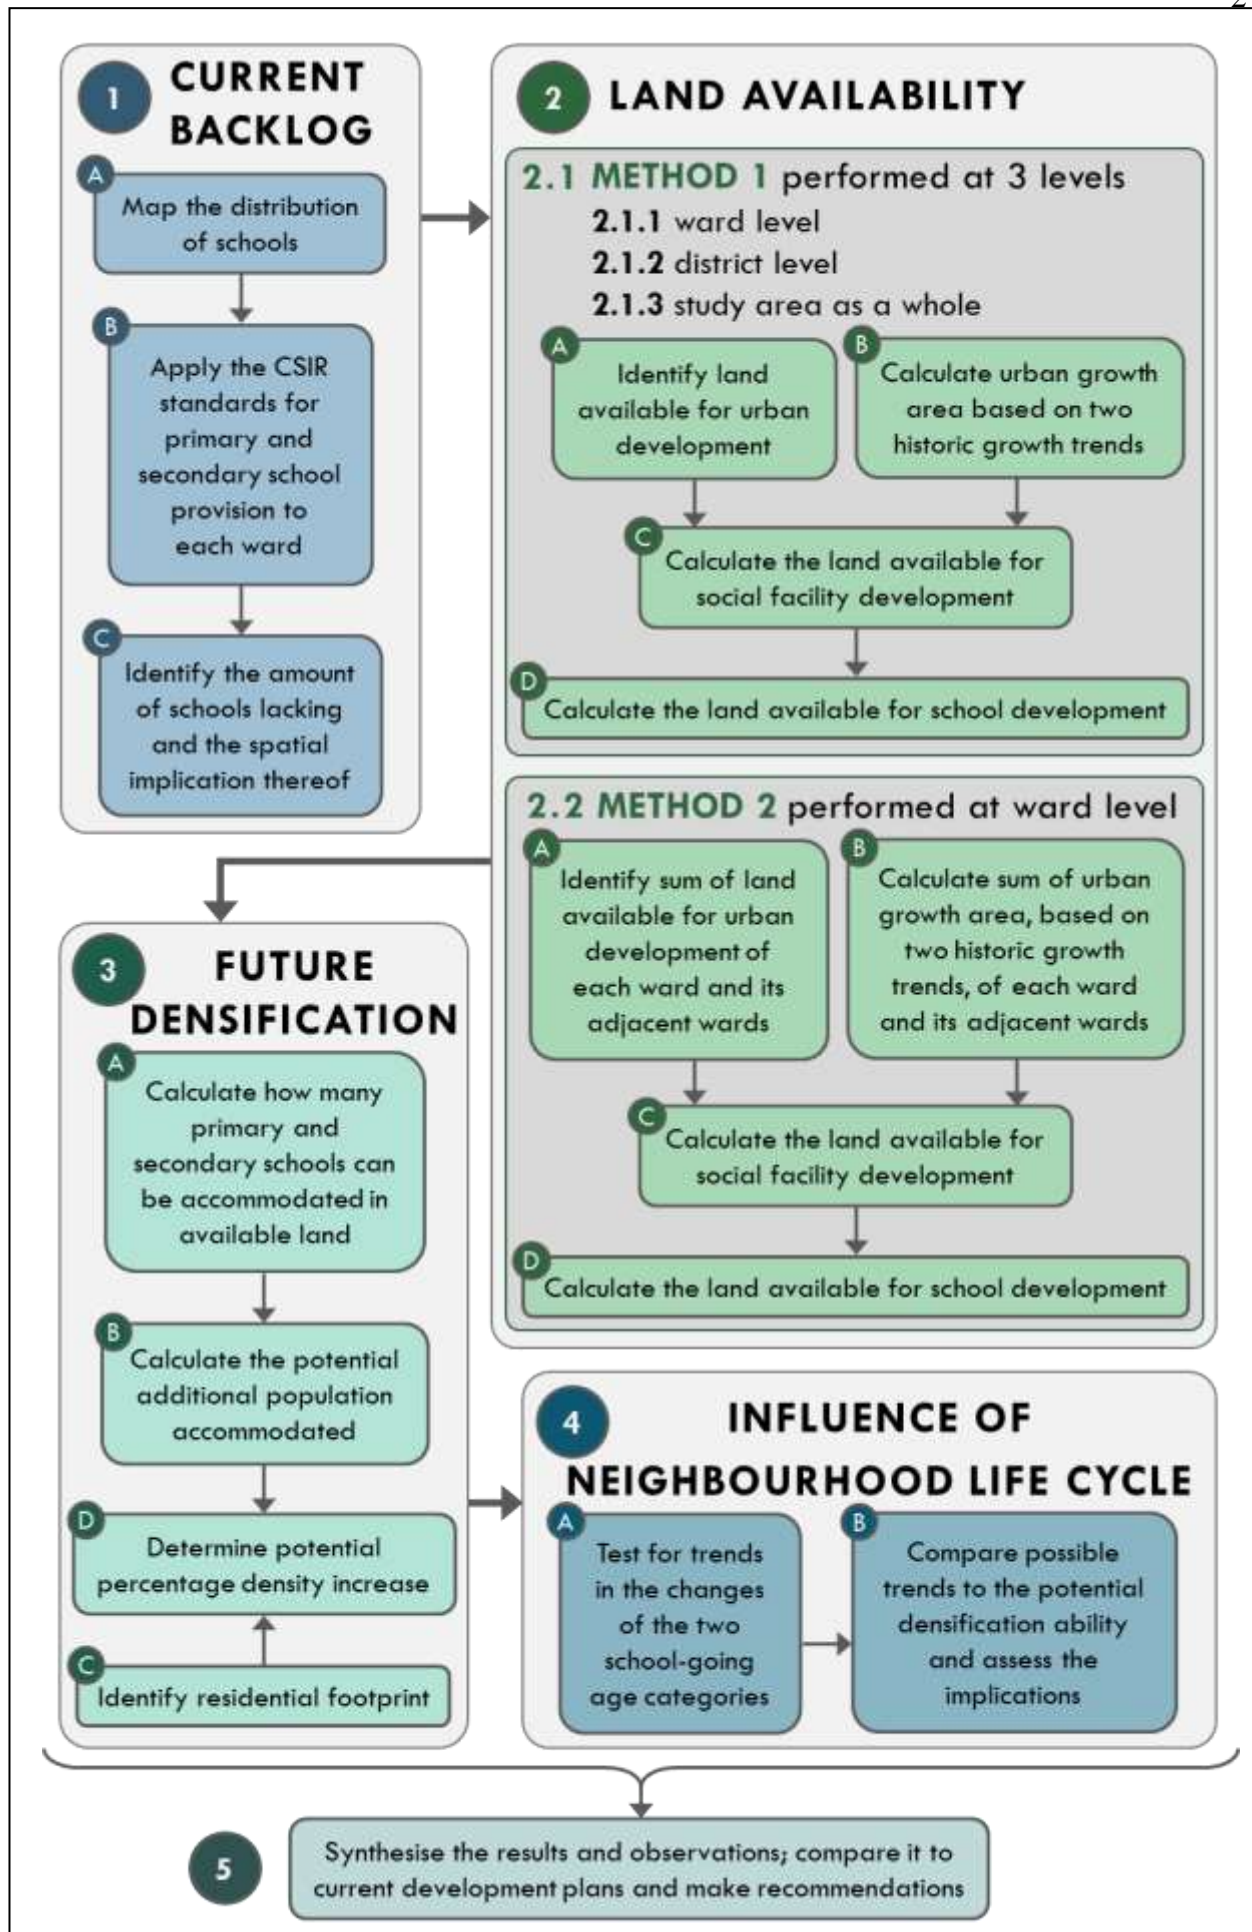 1
CURRENT
BACKLOG
A
Map the distribution
of schools
B
Apply the CSIR
standards for
primary and
secondary school
provision to
each ward
C
Identify the amount
of schools lacking
and the spatial
implication thereof
2
LAND AVAILABILITY
2.1 METHOD 1 performed at 3 levels
2.1.1 ward level
2.1.2 district level
2.1.3 study area as a whole
A
Identify land
available for urban
development
B
Calculate urban growth
area based on two
historic growth trends
C
Calculate the land available for
social facility development
D
Calculate the land available for school development
2.2 METHOD 2 performed at ward level
A
Identify sum of land
available for urban
development of
each ward and its
adjacent wards
B
Calculate sum of urban
growth area, based on
two historic growth
trends, of each ward
and its adjacent wards
C
Calculate the land available for
social facility development
D
Calculate the land available for school development
3
FUTURE
DENSIFICATION
A
Calculate how many
primary and
secondary schools can
be accommodated in
available land
B
Calculate the potential
additional population
accommodated
D
Determine potential
percentage density increase
C
Identify residential footprint
4
INFLUENCE OF
NEIGHBOURHOOD LIFE CYCLE
A
Test for trends
in the changes
of the two
school-going
age categories
B
Compare possible
trends to the potential
densification ability
and assess the
implications
5
Synthesise the results and observations; compare it to
current development plans and make recommendations